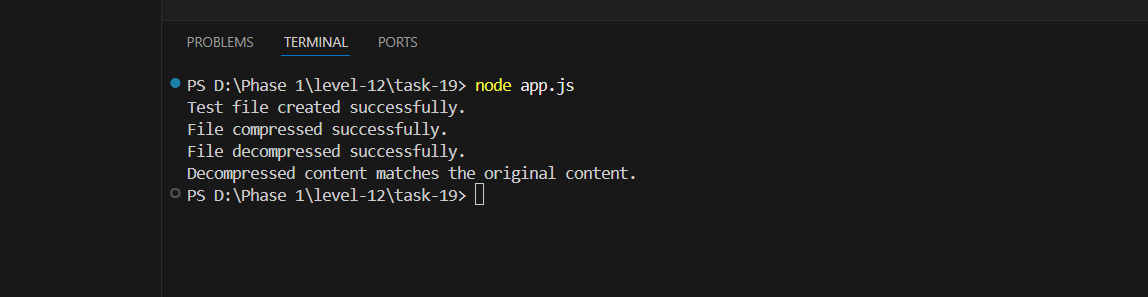 PROBLEMS TERMINAL PORTS
PS D:\Phase 1\level-12\task-19> node app.js
Test file created successfully.
File compressed successfully.
File decompressed successfully.
Decompressed content matches the original content.
PS D:\Phase 1\level-12\task-19>